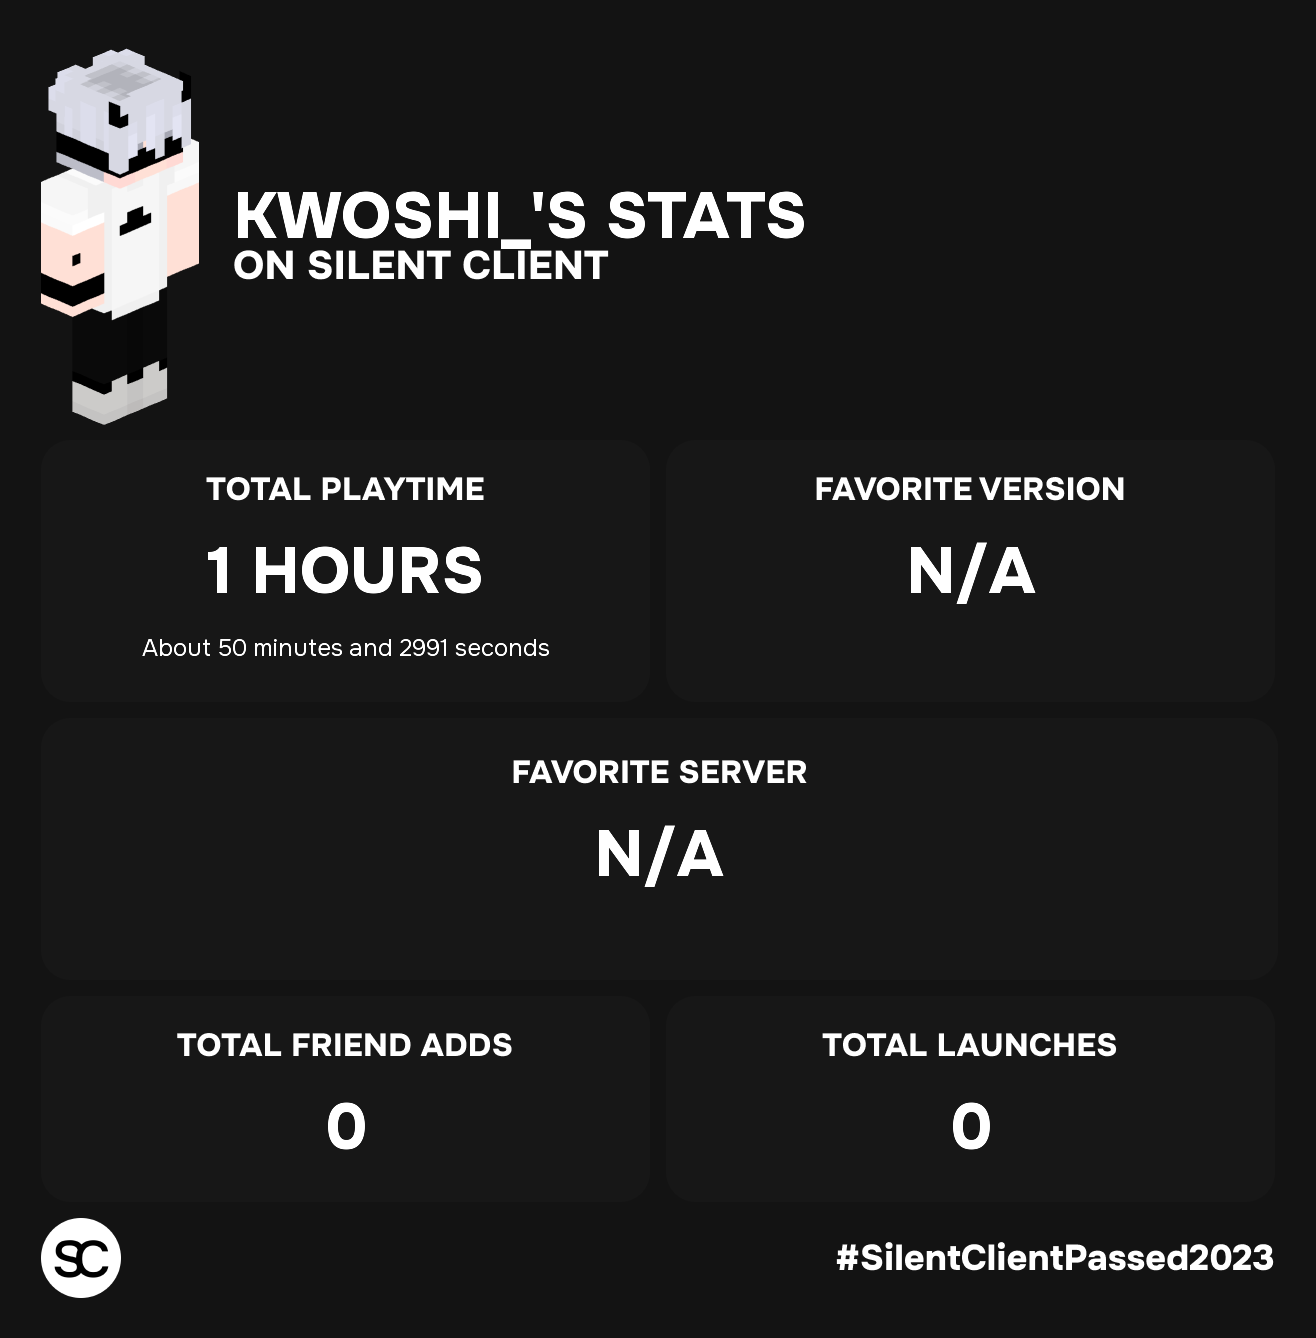 KWOSHI_'S STATS
ON SILENT CLIENT
TOTAL PLAYTIME
1 HOURS
About 50 minutes and 2991 seconds
FAVORITE VERSION
N/A
FAVORITE SERVER
N/A
TOTAL FRIEND ADDS
0
TOTAL LAUNCHES
0
SC
#SilentClientPassed2023